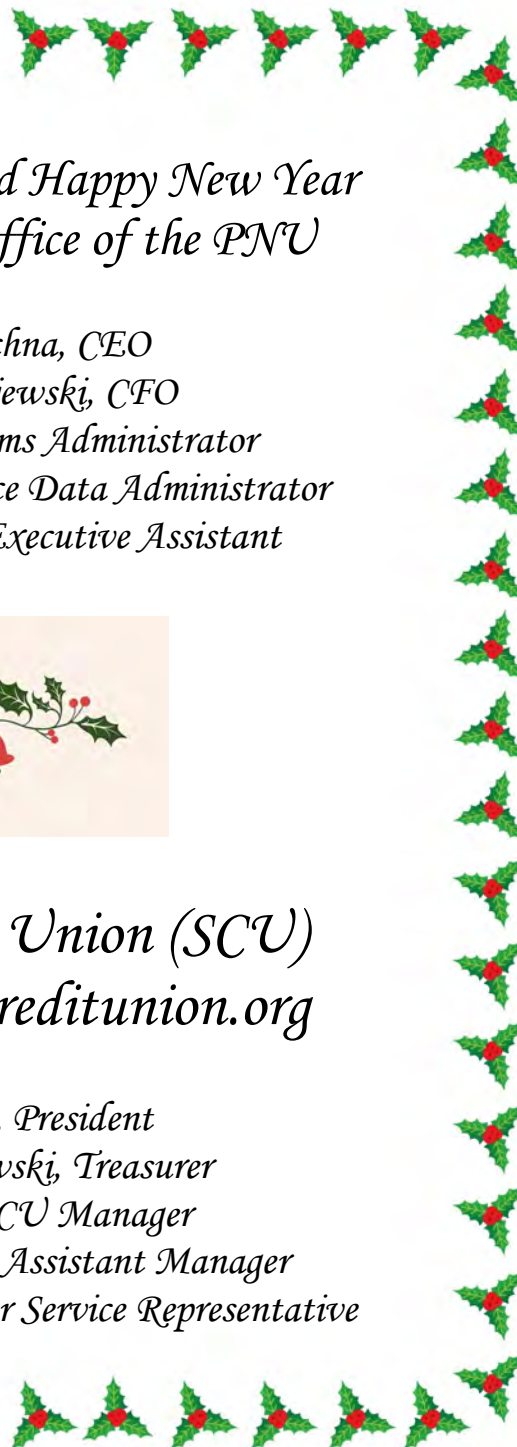 d Happy New Year
ffice of the PNU
chna, CEO
jewski, CFO
ms Administrator
ce Data Administrator
Executive Assistant
Union (SCU)
reditunion.org
, President
wski, Treasurer
CU Manager
Assistant Manager
r Service Representative